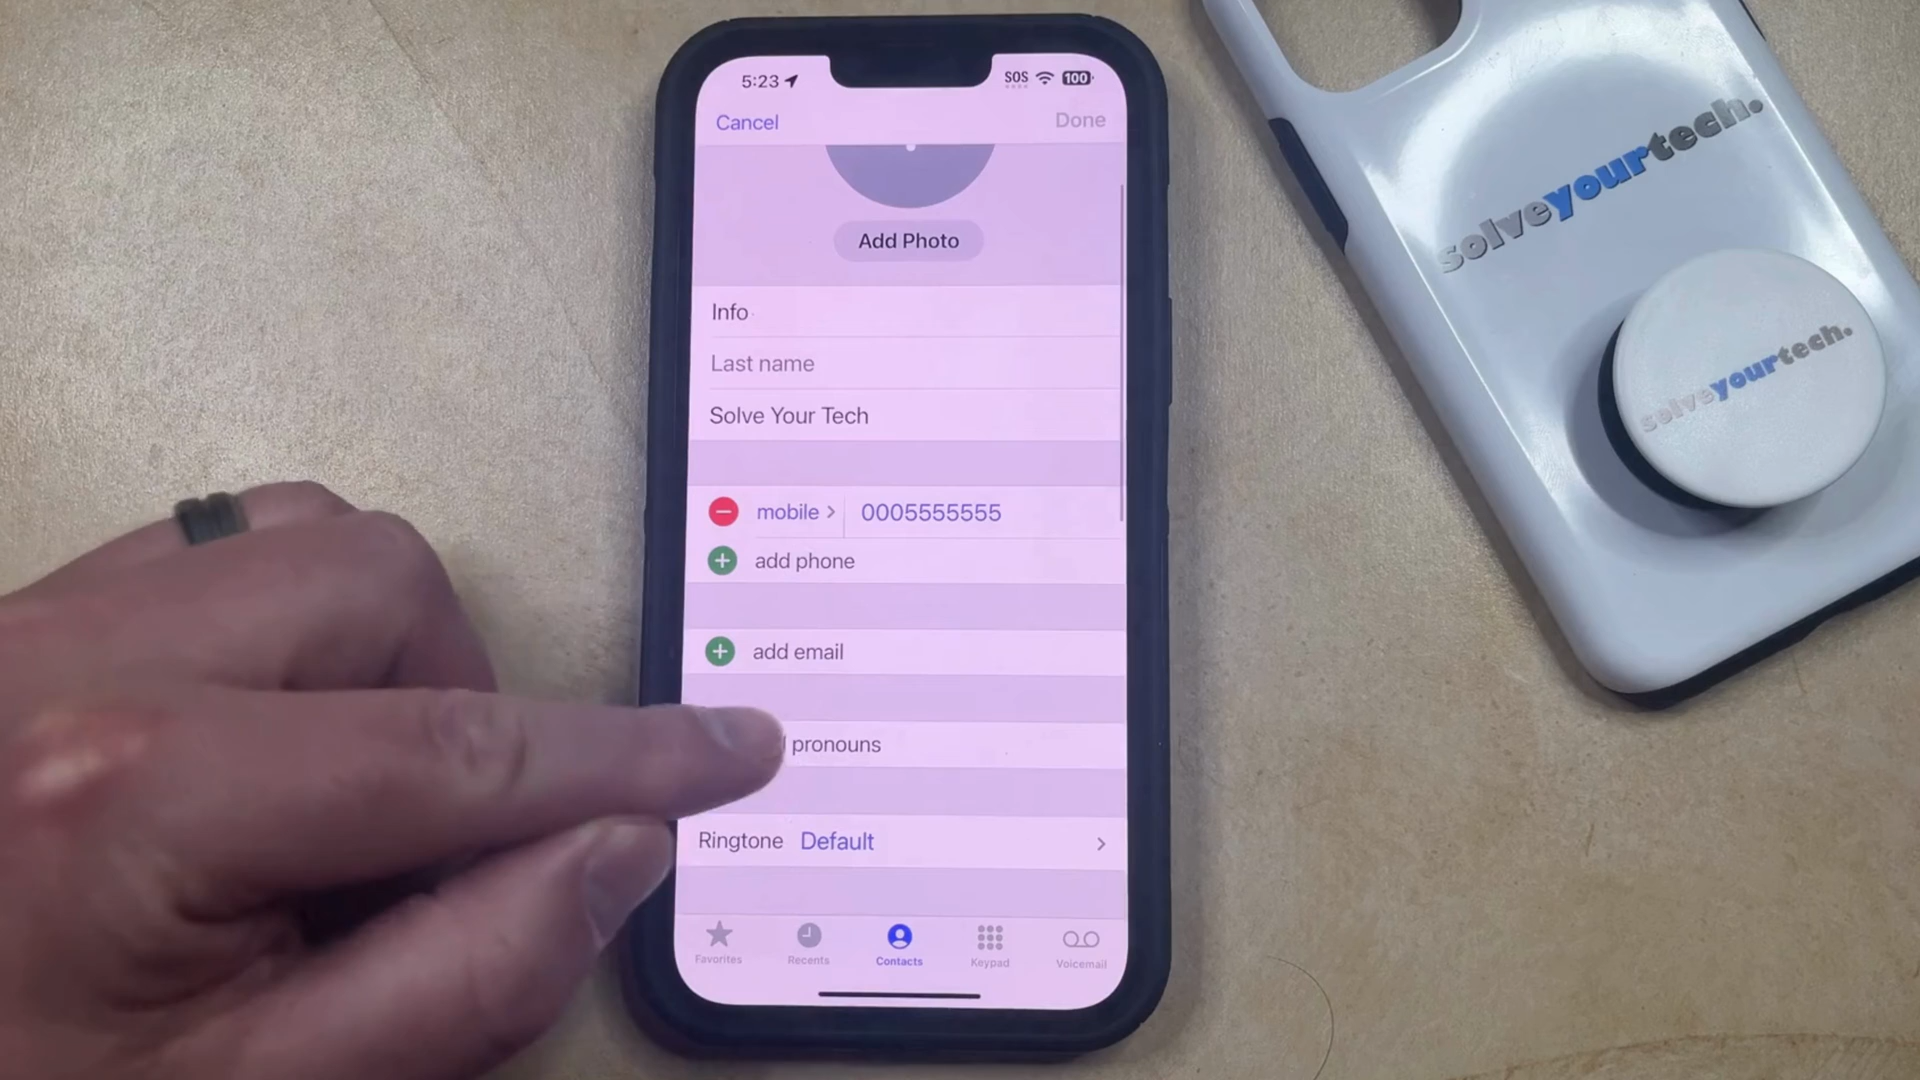 5:23 SOS 100
Cancel Done
Add Photo
Info
Last name
Solve Your Tech
mobile 0005555555
add phone
add email
pronouns
Ringtone Default
Favorites Recents Contacts Keypad Voicemail
solveyourtech.
solveyourtech.